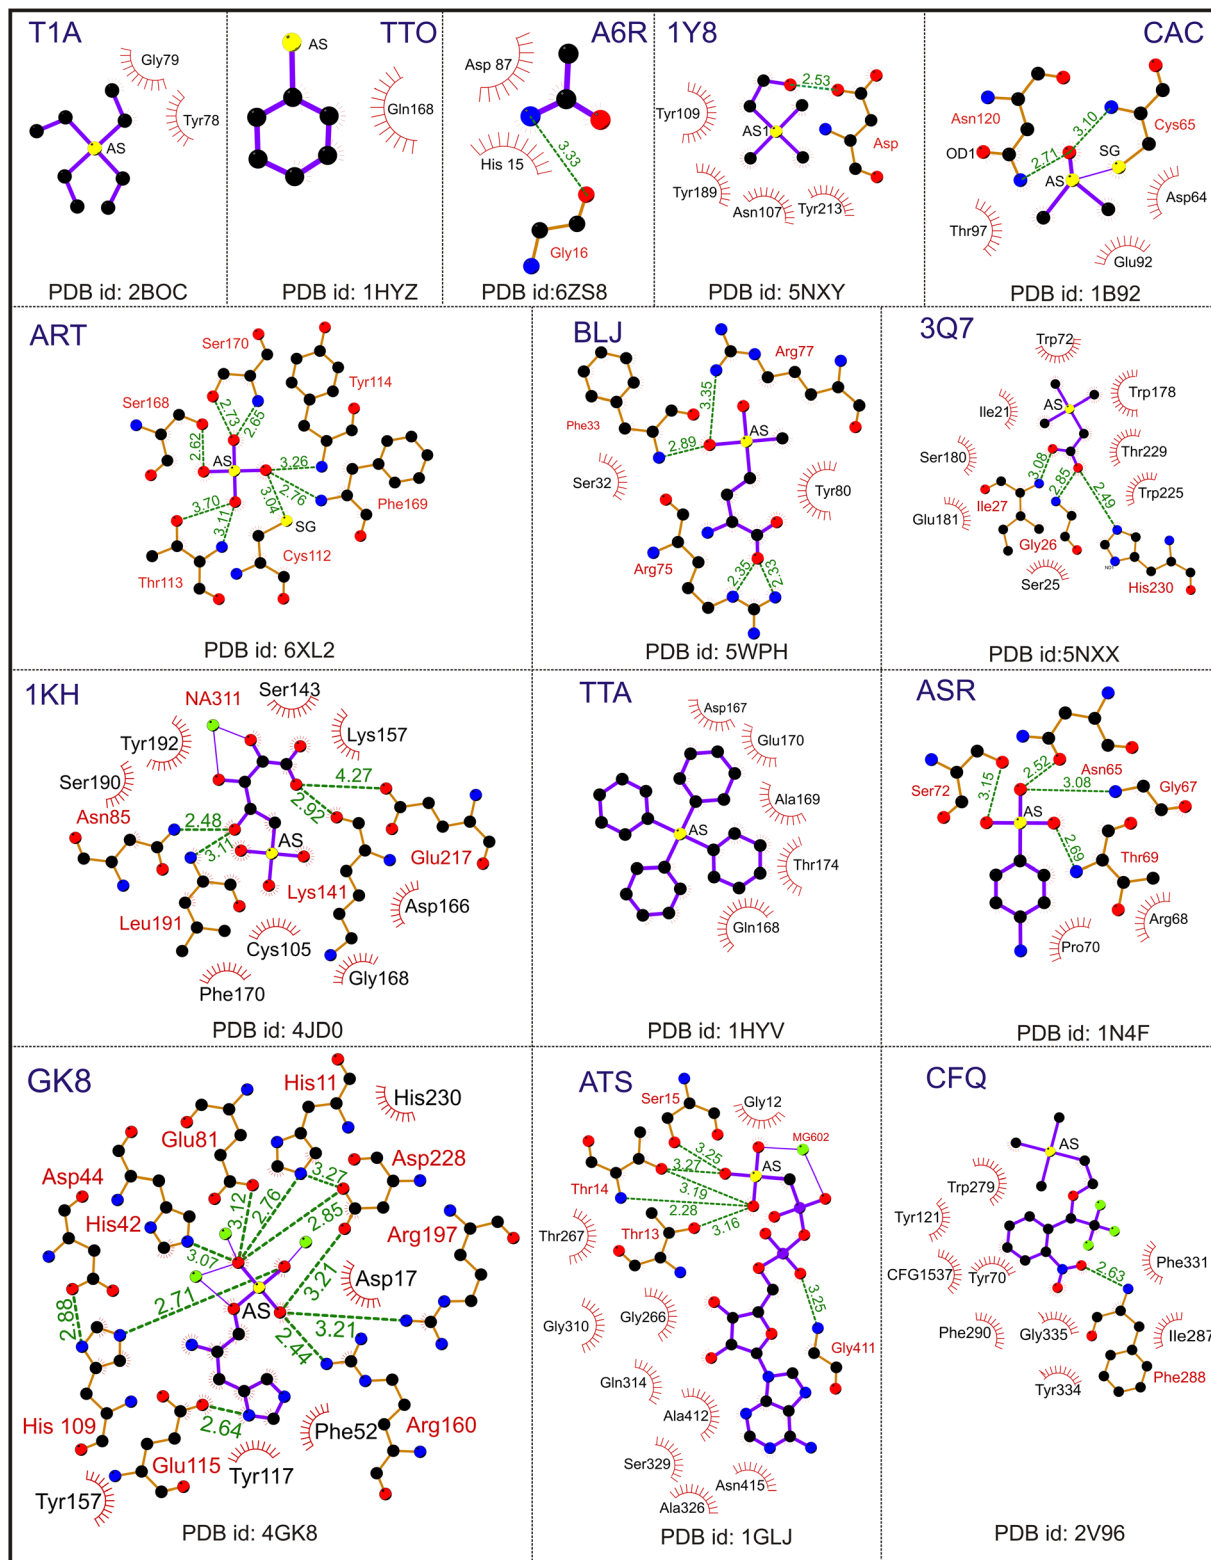 T1A
Gly79
Tyr78
AS
PDB id: 2BOC
TTO
AS
Gln168
PDB id: 1HYZ
A6R
Asp 87
His 15
3.33
Gly16
PDB id:6ZS8
1Y8
2.53
Tyr109
AS1
Asp
Tyr189
Asn107
Tyr213
PDB id: 5NXY
CAC
Asn120
3.10
Cys65
OD1
2.71
SG
AS
Asp64
Thr97
Glu92
PDB id: 1B92
ART
Ser170
Tyr114
Ser168
2.73
2.65
2.62
AS
3.26
2.76
3.04
Phe169
3.70
3.11
SG
Cys112
Thr113
PDB id: 6XL2
BLJ
Arg77
3.35
Phe33
2.89
AS
Ser32
Tyr80
Arg75
2.35
2.33
PDB id: 5WPH
3Q7
Trp72
Trp178
AS
Ile21
Thr229
Ser180
3.08
2.85
2.49
Trp225
Glu181
Ile27
Gly26
ND1
Ser25
His230
PDB id:5NXX
1KH
NA311
Ser143
Tyr192
Lys157
Ser190
4.27
Asn85
2.92
2.48
3.11
AS
Glu217
Lys141
Leu191
Asp166
Cys105
Gly168
Phe170
PDB id: 4JD0
TTA
Asp167
Glu170
Ala169
AS
Thr174
Gln168
PDB id: 1HYV
ASR
2.52
Asn65
3.08
Gly67
Ser72
3.15
AS
2.69
Thr69
Arg68
Pro70
PDB id: 1N4F
GK8
His11
His230
Glu81
Asp44
Asp228
3.27
3.12
2.76
His42
2.85
Arg197
3.07
Asp17
2.71
3.21
AS
2.88
3.21
2.44
His 109
2.64
Phe52
Arg160
Glu115
Tyr117
Tyr157
PDB id: 4GK8
ATS
Ser15
Gly12
MG602
3.25
3.27
AS
Thr14
3.19
2.28
3.16
Thr13
Thr267
3.25
Gly266
Gly310
Gly411
Gln314
Ala412
Ser329
Asn415
Ala326
PDB id: 1GLJ
CFQ
AS
Trp279
Tyr121
Phe331
CFG1537
Tyr70
2.63
Phe290
Gly335
Ile287
Tyr334
Phe288
PDB id: 2V96